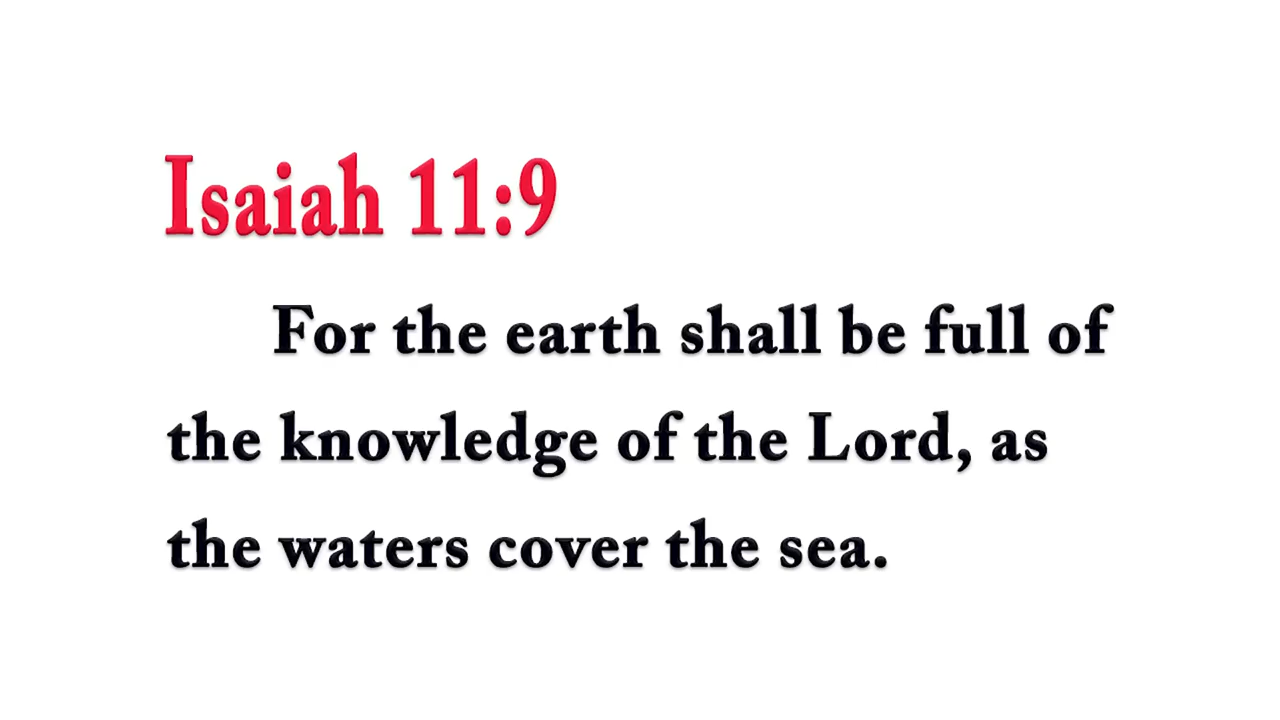 Isaiah 11:9
For the earth shall be full of
the knowledge of the Lord, as
the waters cover the sea.